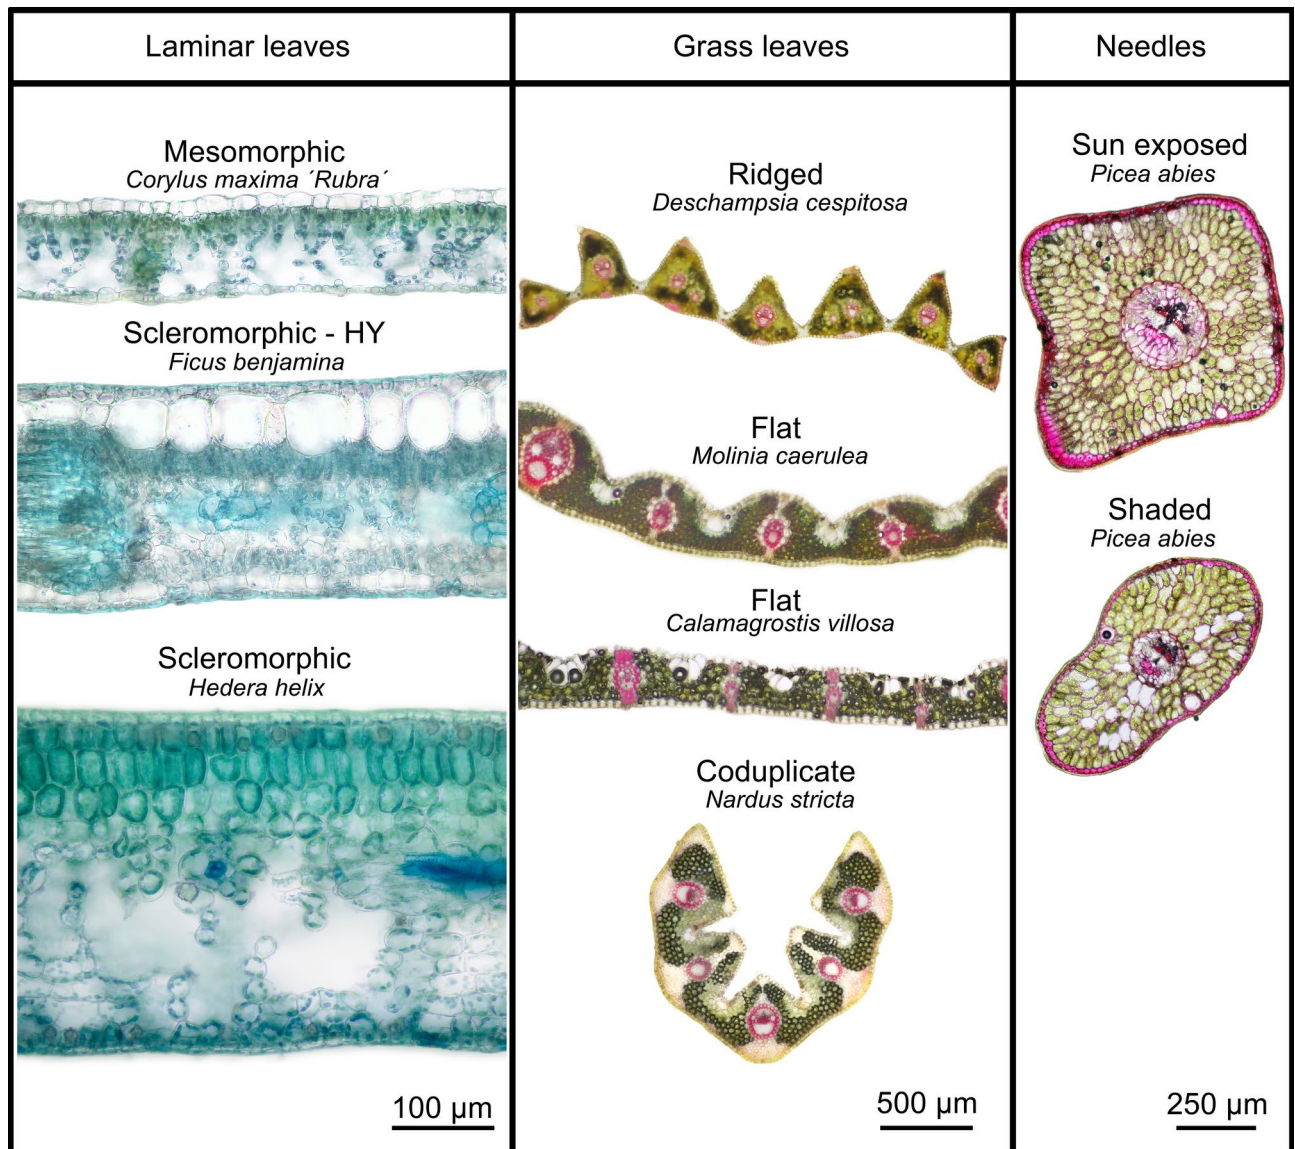 Laminar leaves
Grass leaves
Needles
Mesomorphic
Corylus maxima ´Rubra´
Scleromorphic - HY
Ficus benjamina
Scleromorphic
Hedera helix
100 µm
Ridged
Deschampsia cespitosa
Flat
Molinia caerulea
Flat
Calamagrostis villosa
Coduplicate
Nardus stricta
500 µm
Sun exposed
Picea abies
Shaded
Picea abies
250 µm